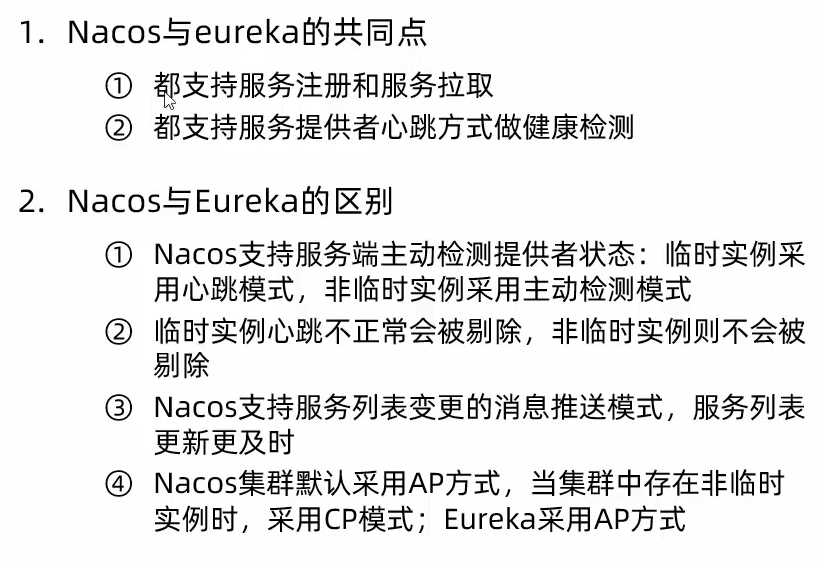 1. Nacos与eureka的共同点
① 都支持服务注册和服务拉取
② 都支持服务提供者心跳方式做健康检测
2. Nacos与Eureka的区别
① Nacos支持服务端主动检测提供者状态：临时实例采
用心跳模式，非临时实例采用主动检测模式
② 临时实例心跳不正常会被剔除，非临时实例则不会被
剔除
③ Nacos支持服务列表变更的消息推送模式，服务列表
更新更及时
④ Nacos集群默认采用AP方式，当集群中存在非临时
实例时，采用CP模式；Eureka采用AP方式